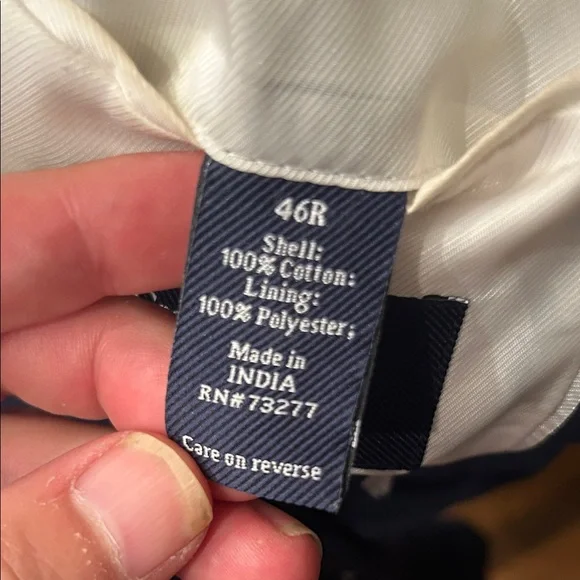 46R
Shell:
100% Cotton:
Lining:
100% Polyester;
Made in
INDIA
RN# 73277
Care on reverse